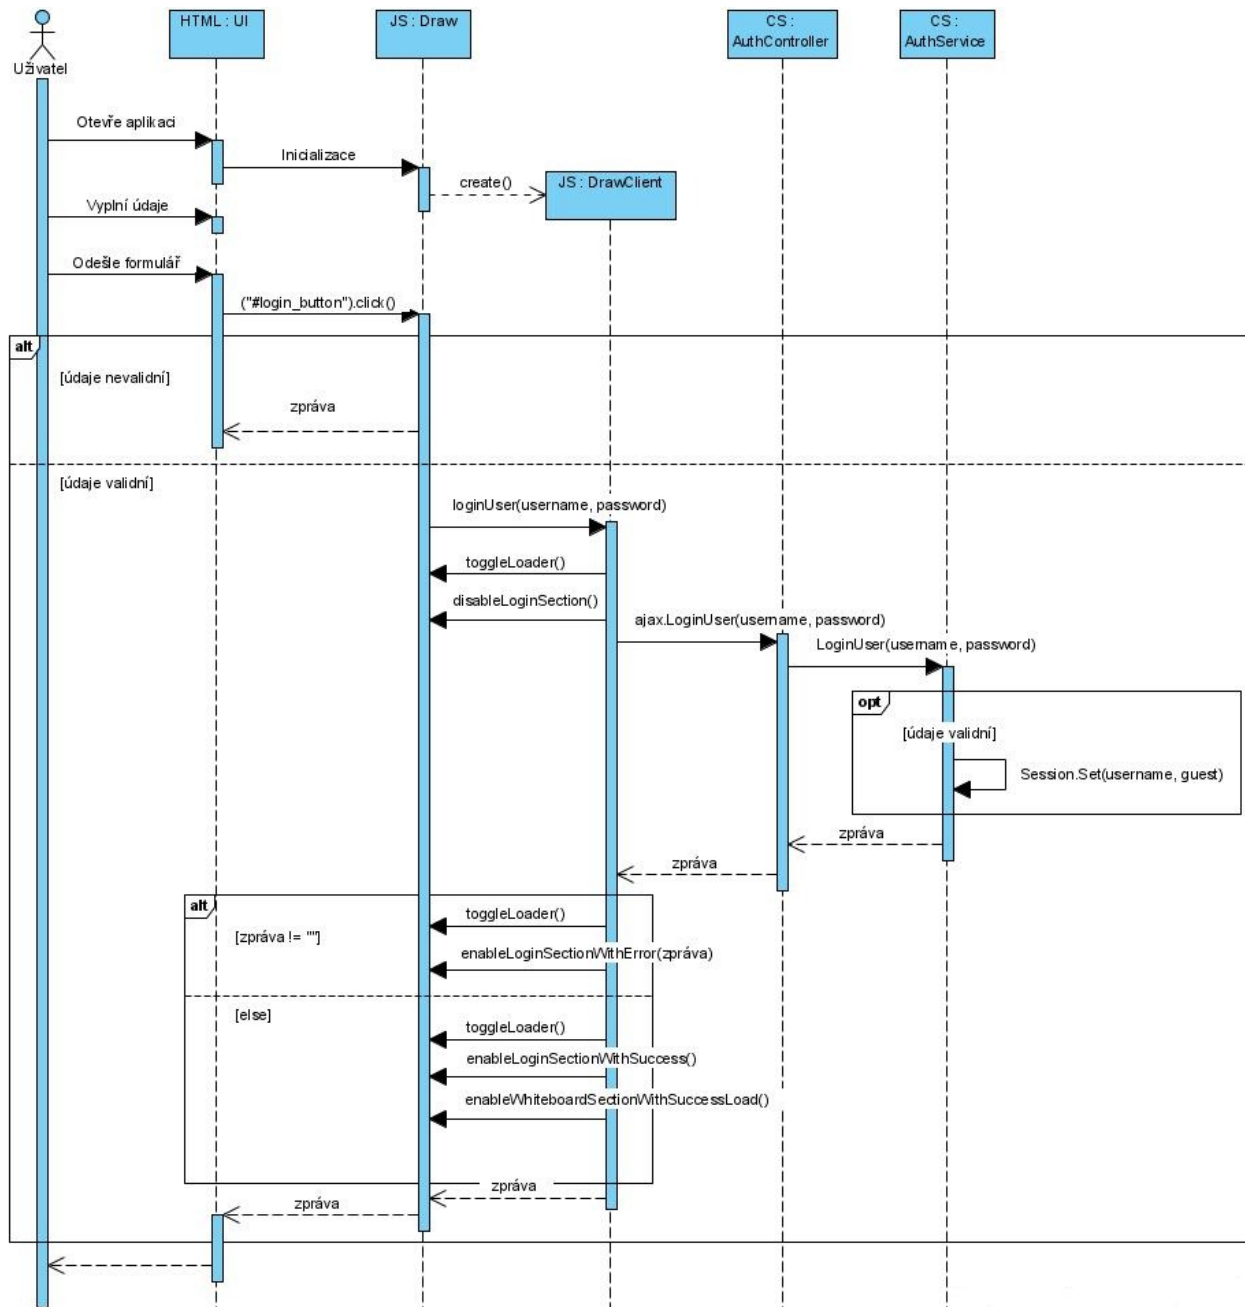 HTML : UI
JS : Draw
CS :
AuthController
CS :
AuthService
Uživatel
Otevře aplikaci
Inicializace
create()
JS : DrawClient
Vyplní údaje
Odešle formulář
("#login_button").click()
alt
[údaje nevalidní]
zpráva
[údaje validní]
loginUser(username, password)
toggleLoader()
disableLoginSection()
ajax.LoginUser(username, password)
LoginUser(username, password)
opt
[údaje validní]
Session.Set(username, guest)
zpráva
zpráva
alt
toggleLoader()
[zpráva != ""]
enableLoginSectionWithError(zpráva)
[else]
toggleLoader()
enableLoginSectionWithSuccess()
enableWhiteboardSectionWithSuccessLoad()
zpráva
zpráva